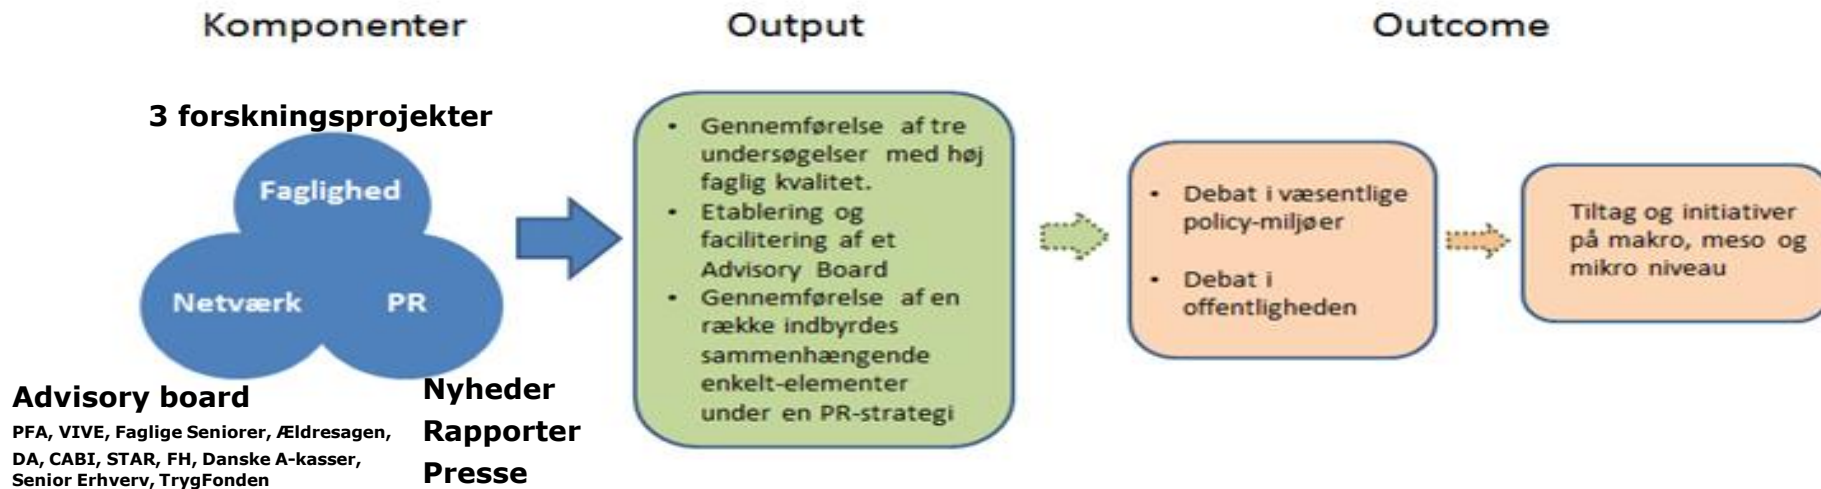 Komponenter
Output
Outcome
3 forskningsprojekter
Faglighed
Netværk
PR
Advisory board
PFA, VIVE, Faglige Seniorer, Ældresagen,
DA, CABI, STAR, FH, Danske A-kasser,
Senior Erhverv, TrygFonden
Nyheder
Rapporter
Presse
• Gennemførelse af tre
undersøgelser med høj
faglig kvalitet.
• Etablering og
facilitering af et
Advisory Board
• Gennemførelse af en
række indbyrdes
sammenhængende
enkelt-elementer
under en PR-strategi
• Debat i væsentlige
policy-miljøer
• Debat i
offentligheden
Tiltag og initiativer
på makro, meso og
mikro niveau